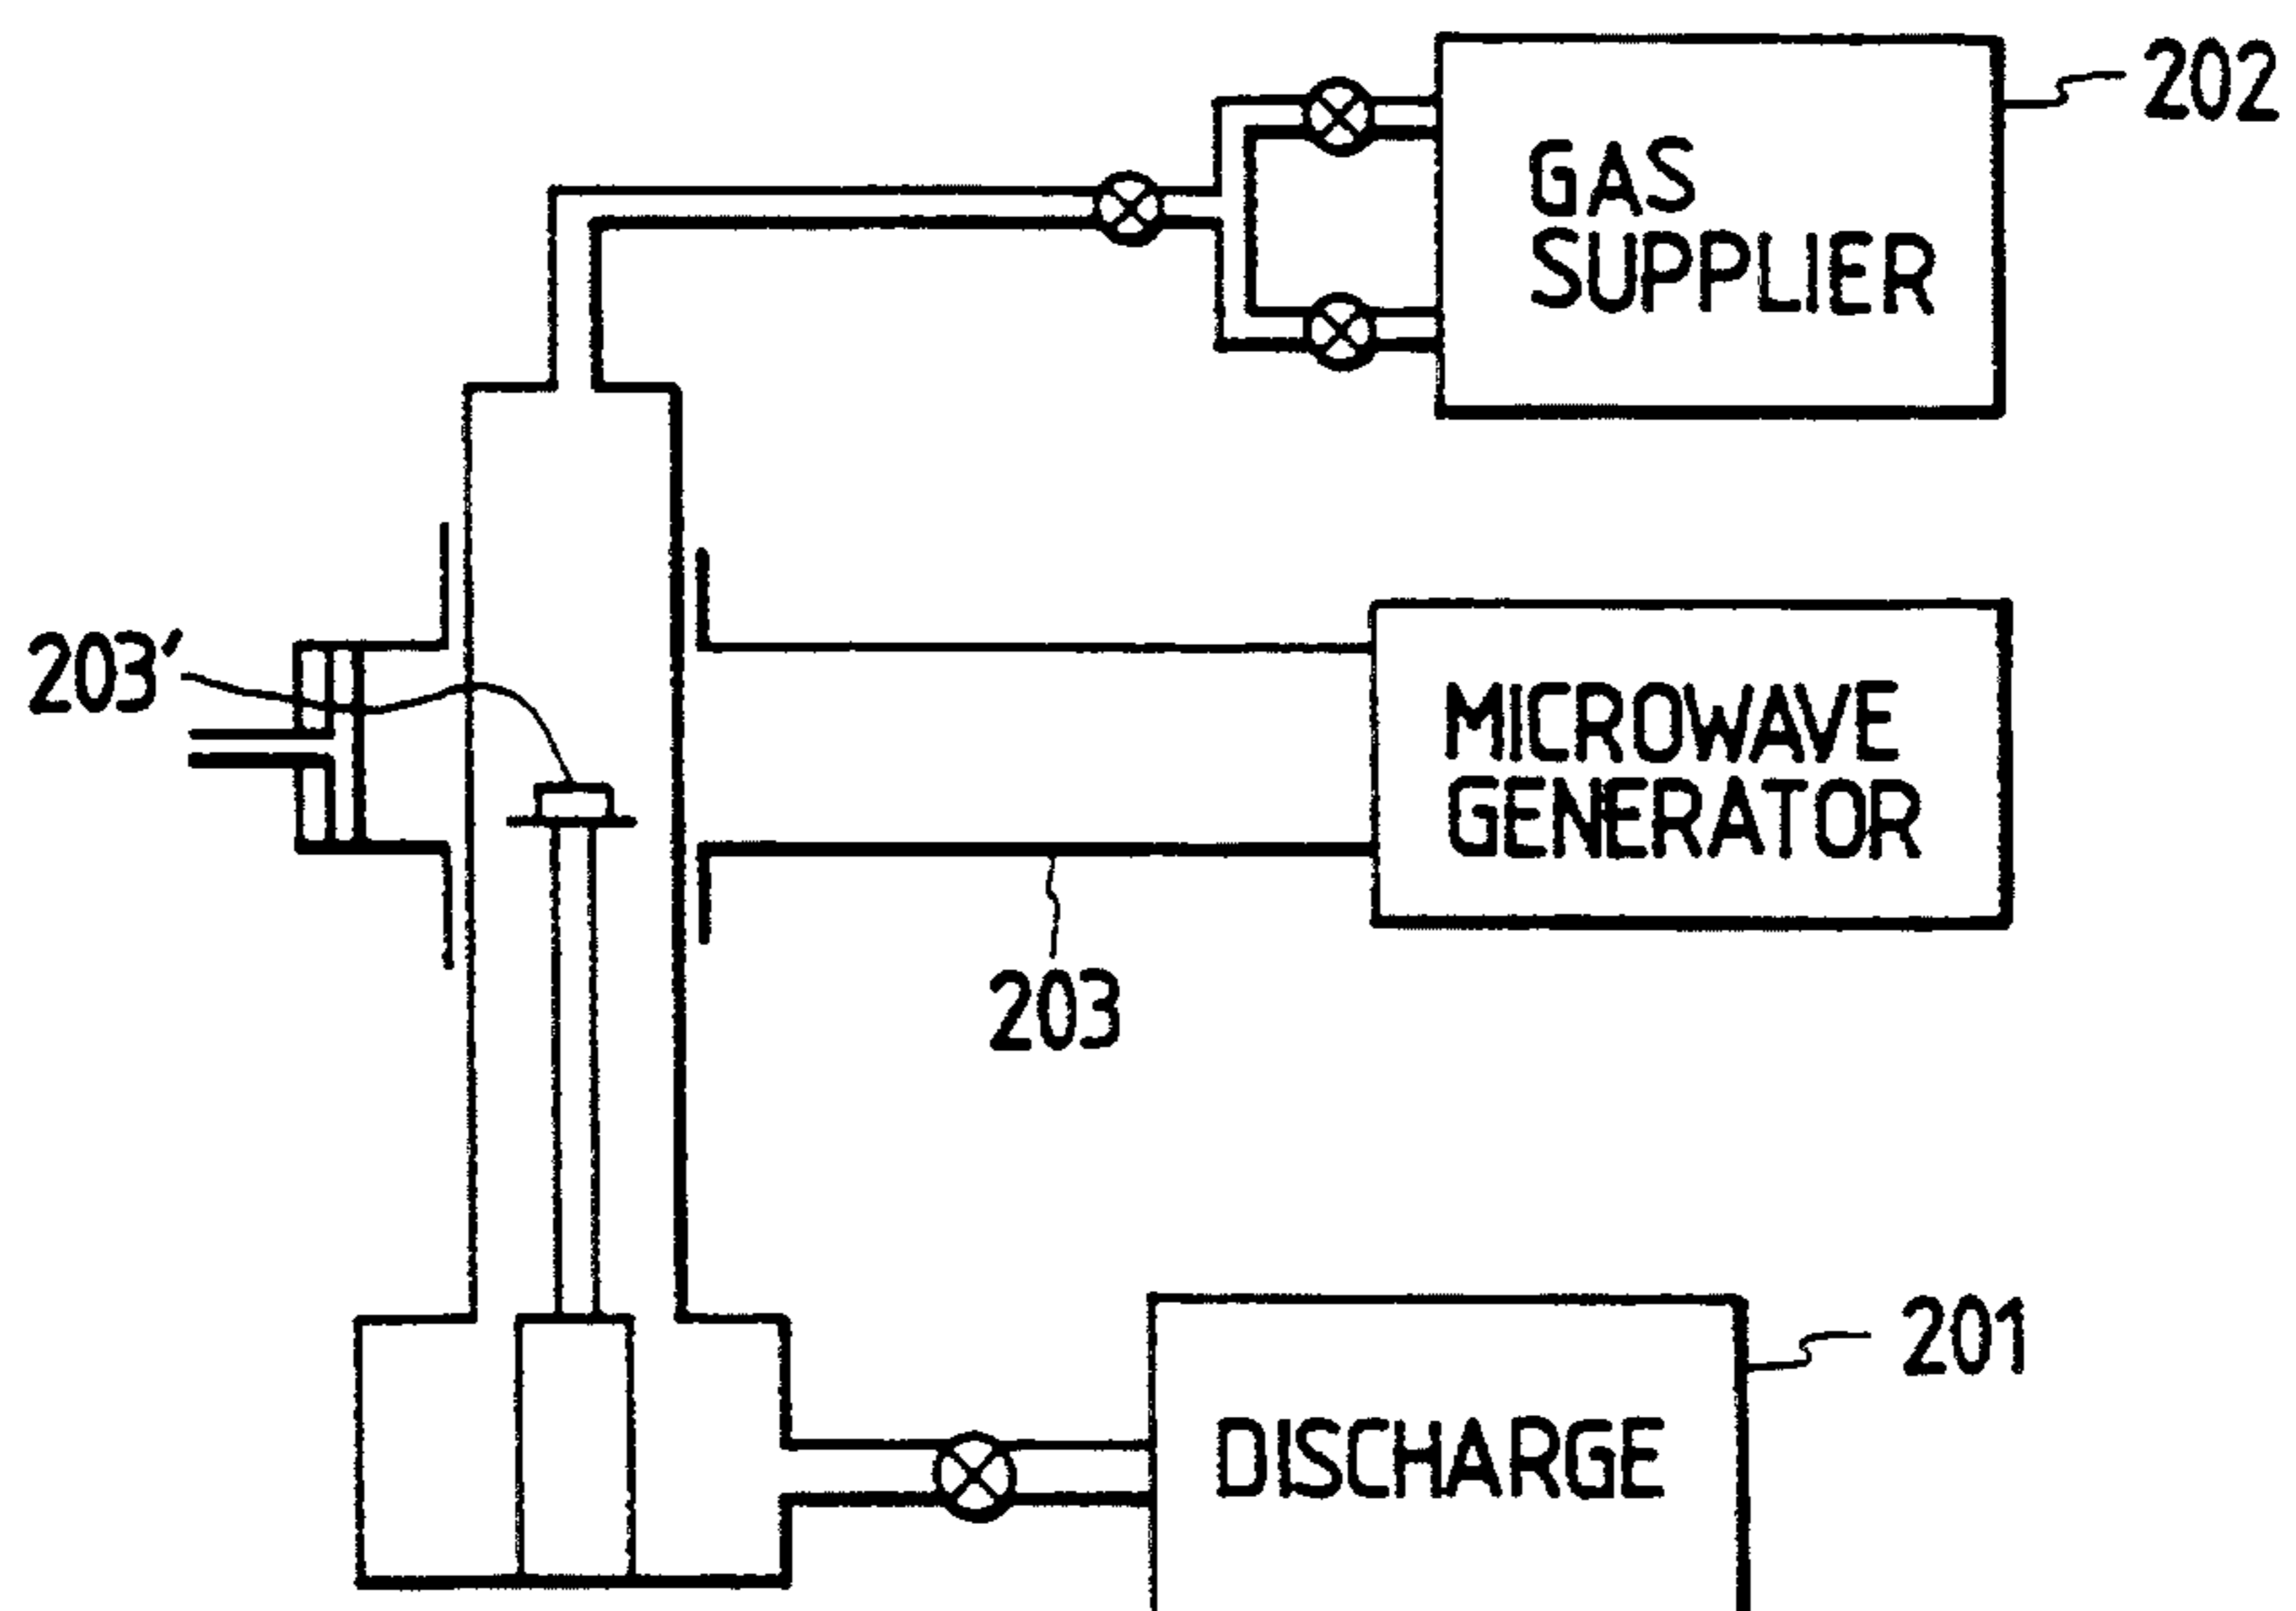 202
GAS
SUPPLIER
203′
MICROWAVE
GENERATOR
203
201
DISCHARGE